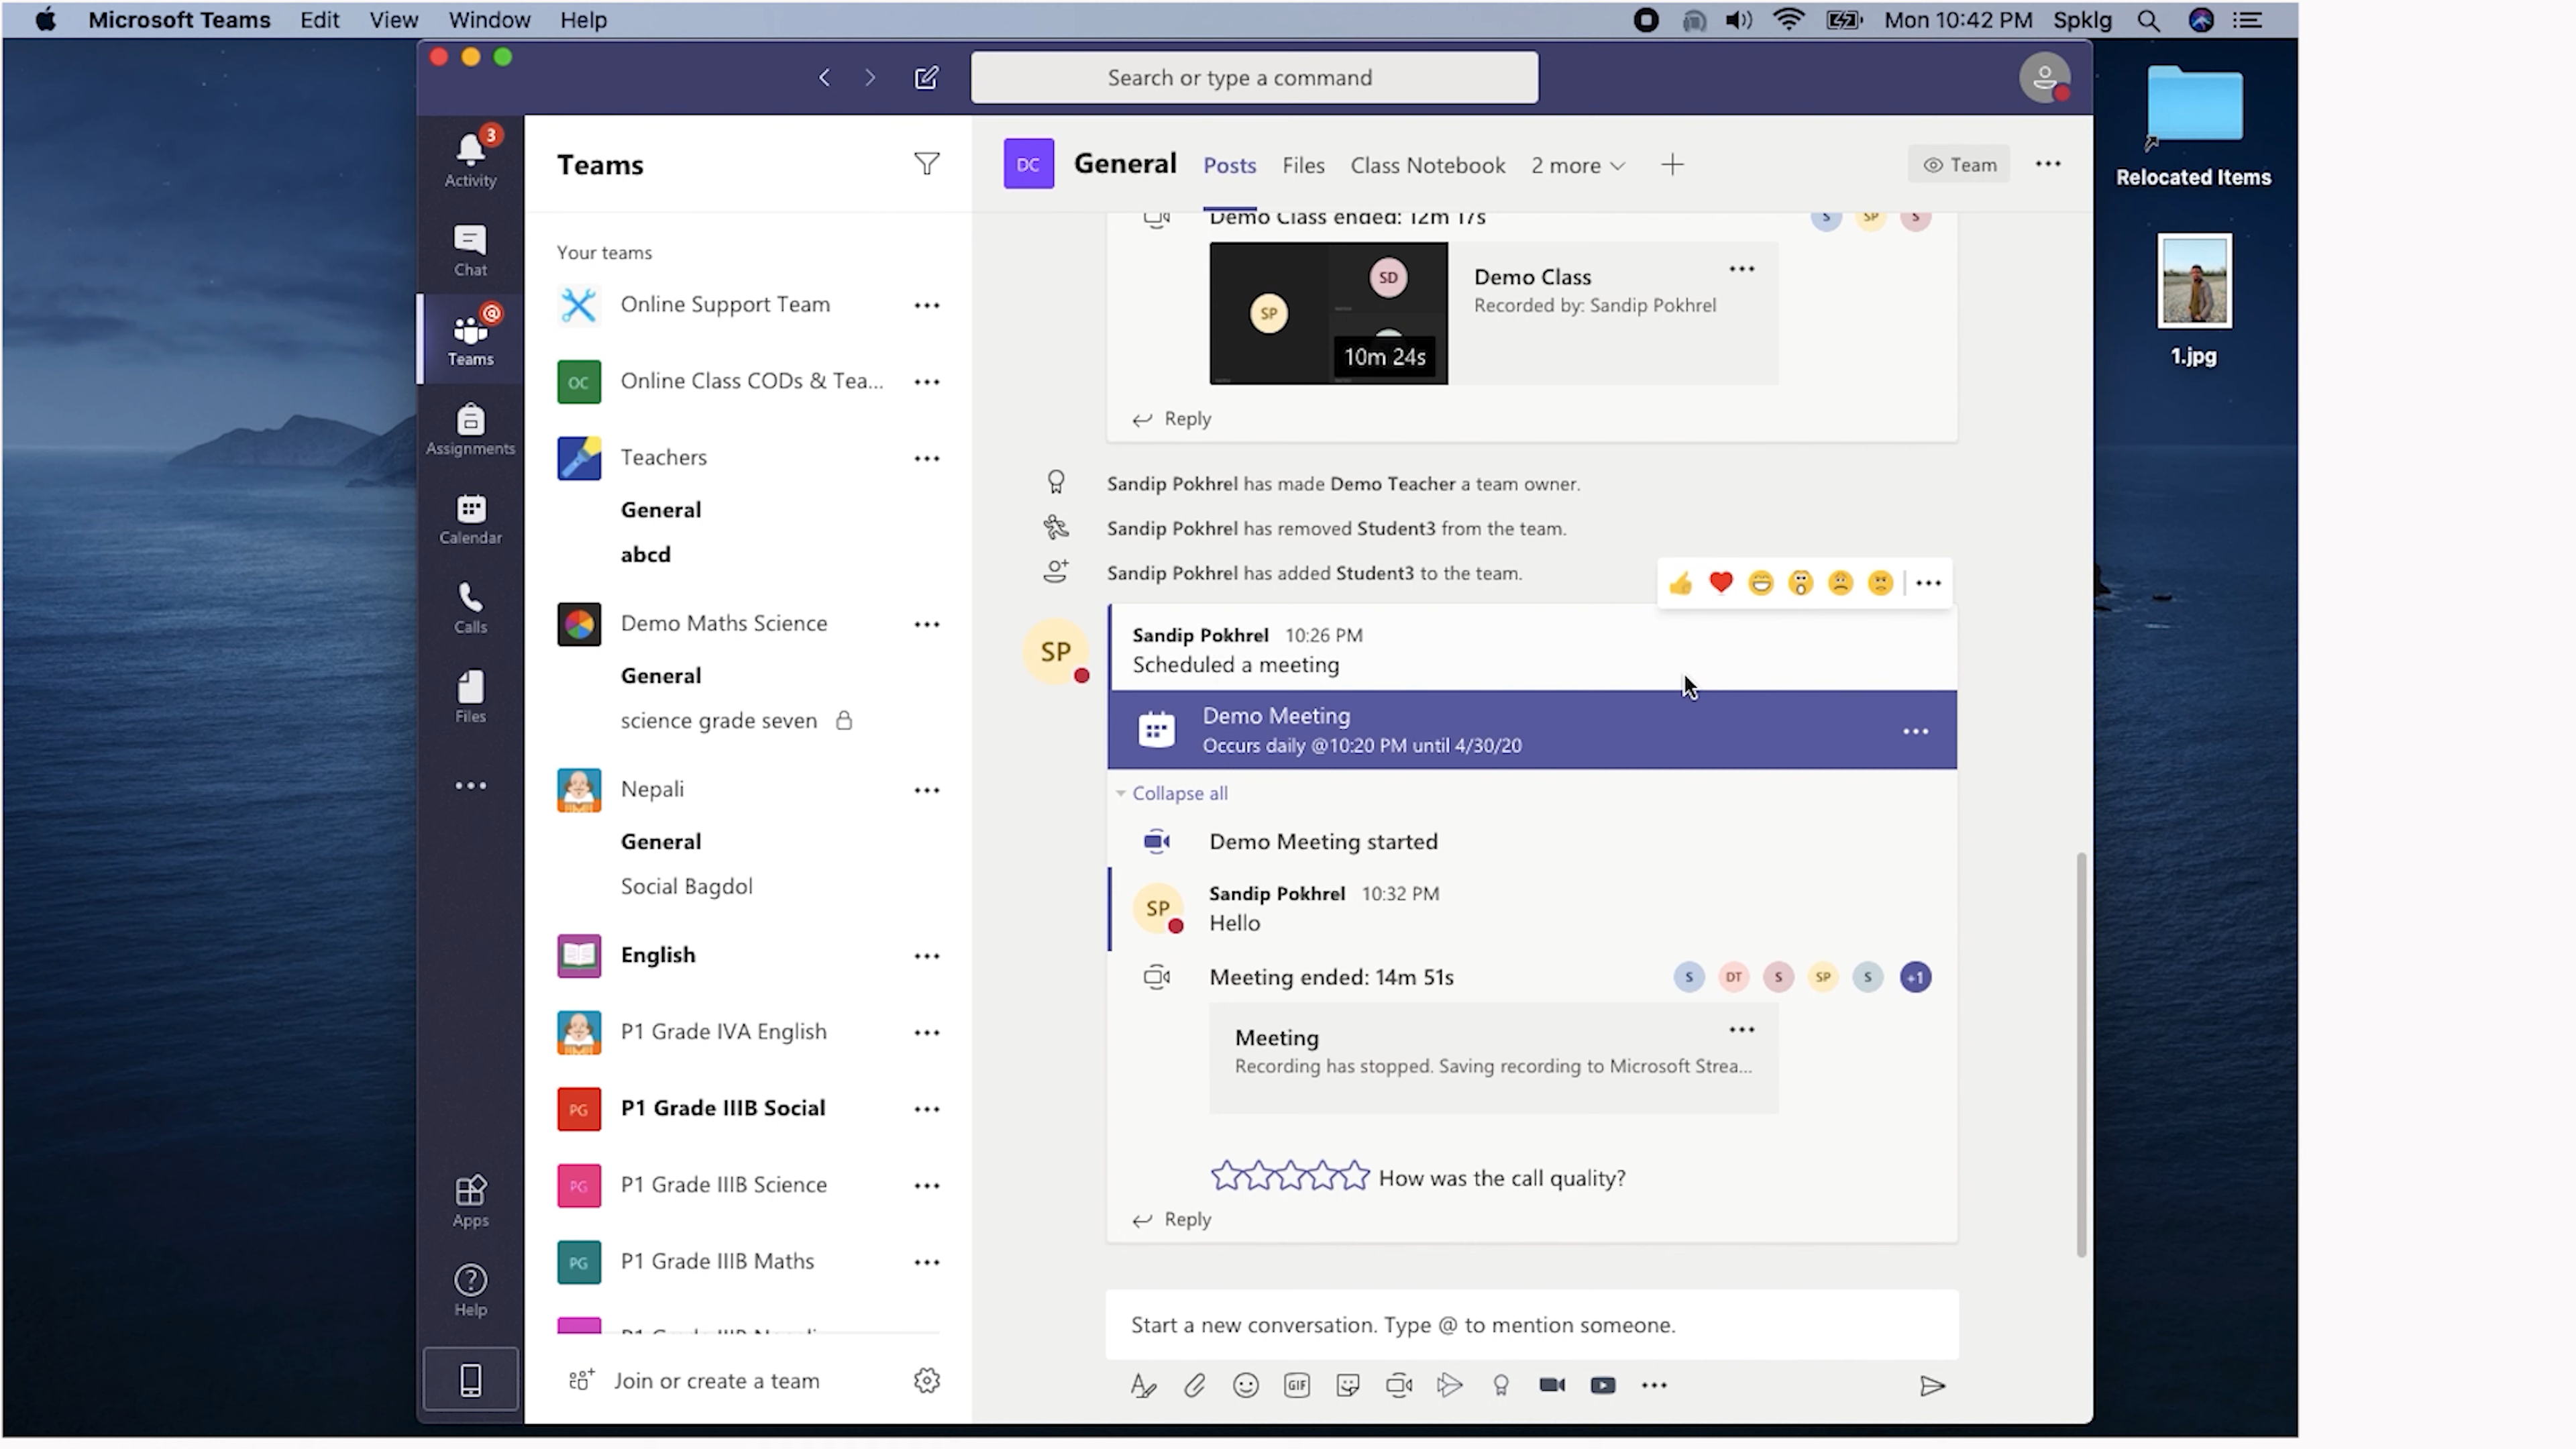 Microsoft Teams Edit View Window Help Mon 10:42 PM Spklg
Search or type a command
Relocated Items
1.jpg
3
Activity
Chat
@
Teams
Assignments
Calendar
Calls
Files
Apps
Help
Teams
Your teams
Online Support Team
OC Online Class CODs & Tea...
Teachers
General
abcd
Demo Maths Science
General
science grade seven
Nepali
General
Social Bagdol
English
P1 Grade IVA English
PG P1 Grade IIIB Social
PG P1 Grade IIIB Science
PG P1 Grade IIIB Maths
Join or create a team
DC General Posts Files Class Notebook 2 more Team
Demo Class ended: 12m 17s S SP S
SP SD Demo Class
Recorded by: Sandip Pokhrel
10m 24s
Reply
Sandip Pokhrel has made Demo Teacher a team owner.
Sandip Pokhrel has removed Student3 from the team.
Sandip Pokhrel has added Student3 to the team.
SP Sandip Pokhrel 10:26 PM
Scheduled a meeting
Demo Meeting
Occurs daily @10:20 PM until 4/30/20
Collapse all
Demo Meeting started
SP Sandip Pokhrel 10:32 PM
Hello
Meeting ended: 14m 51s S DT S SP S +1
Meeting
Recording has stopped. Saving recording to Microsoft Strea...
How was the call quality?
Reply
Start a new conversation. Type @ to mention someone.
GIF